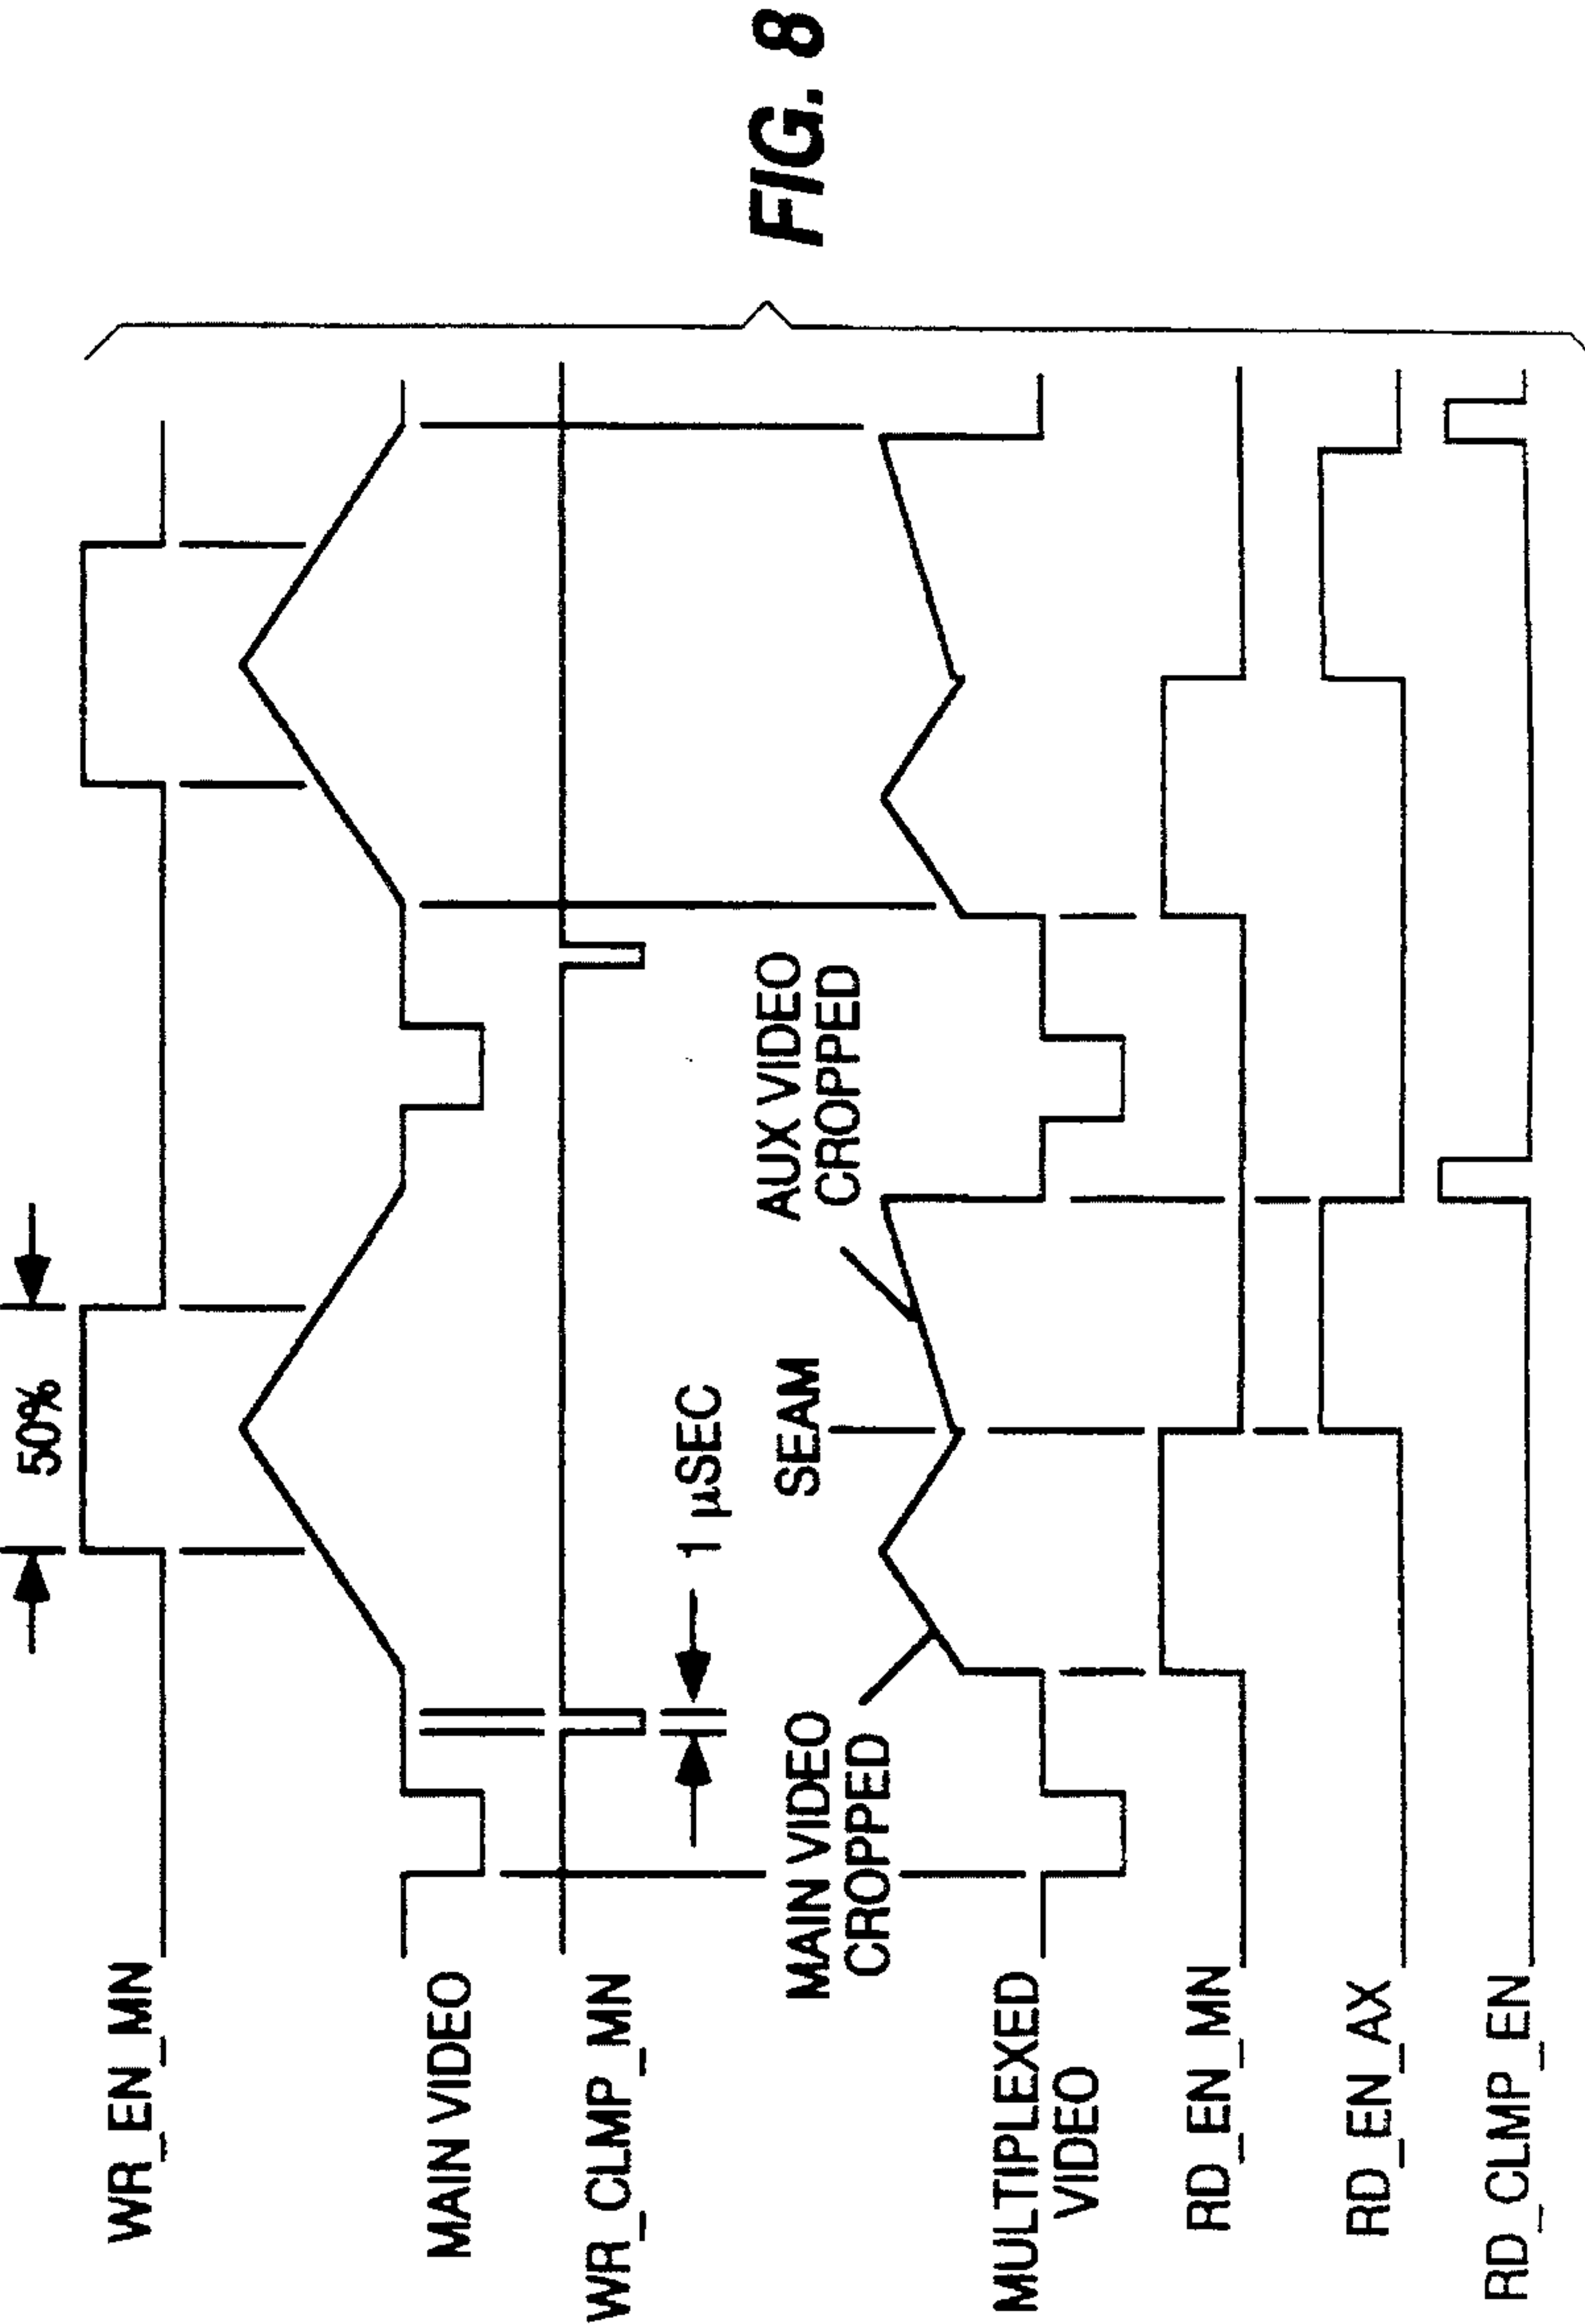 50%
WR_EN_MN
MAIN VIDEO
WR_CLMP_MN
1 µSEC
MAIN VIDEO
CROPPED
SEAM
AUX VIDEO
CROPPED
MULTIPLEXED
VIDEO
RD_EN_MN
RD_EN_AX
RD_CLMP_EN
FIG. 8